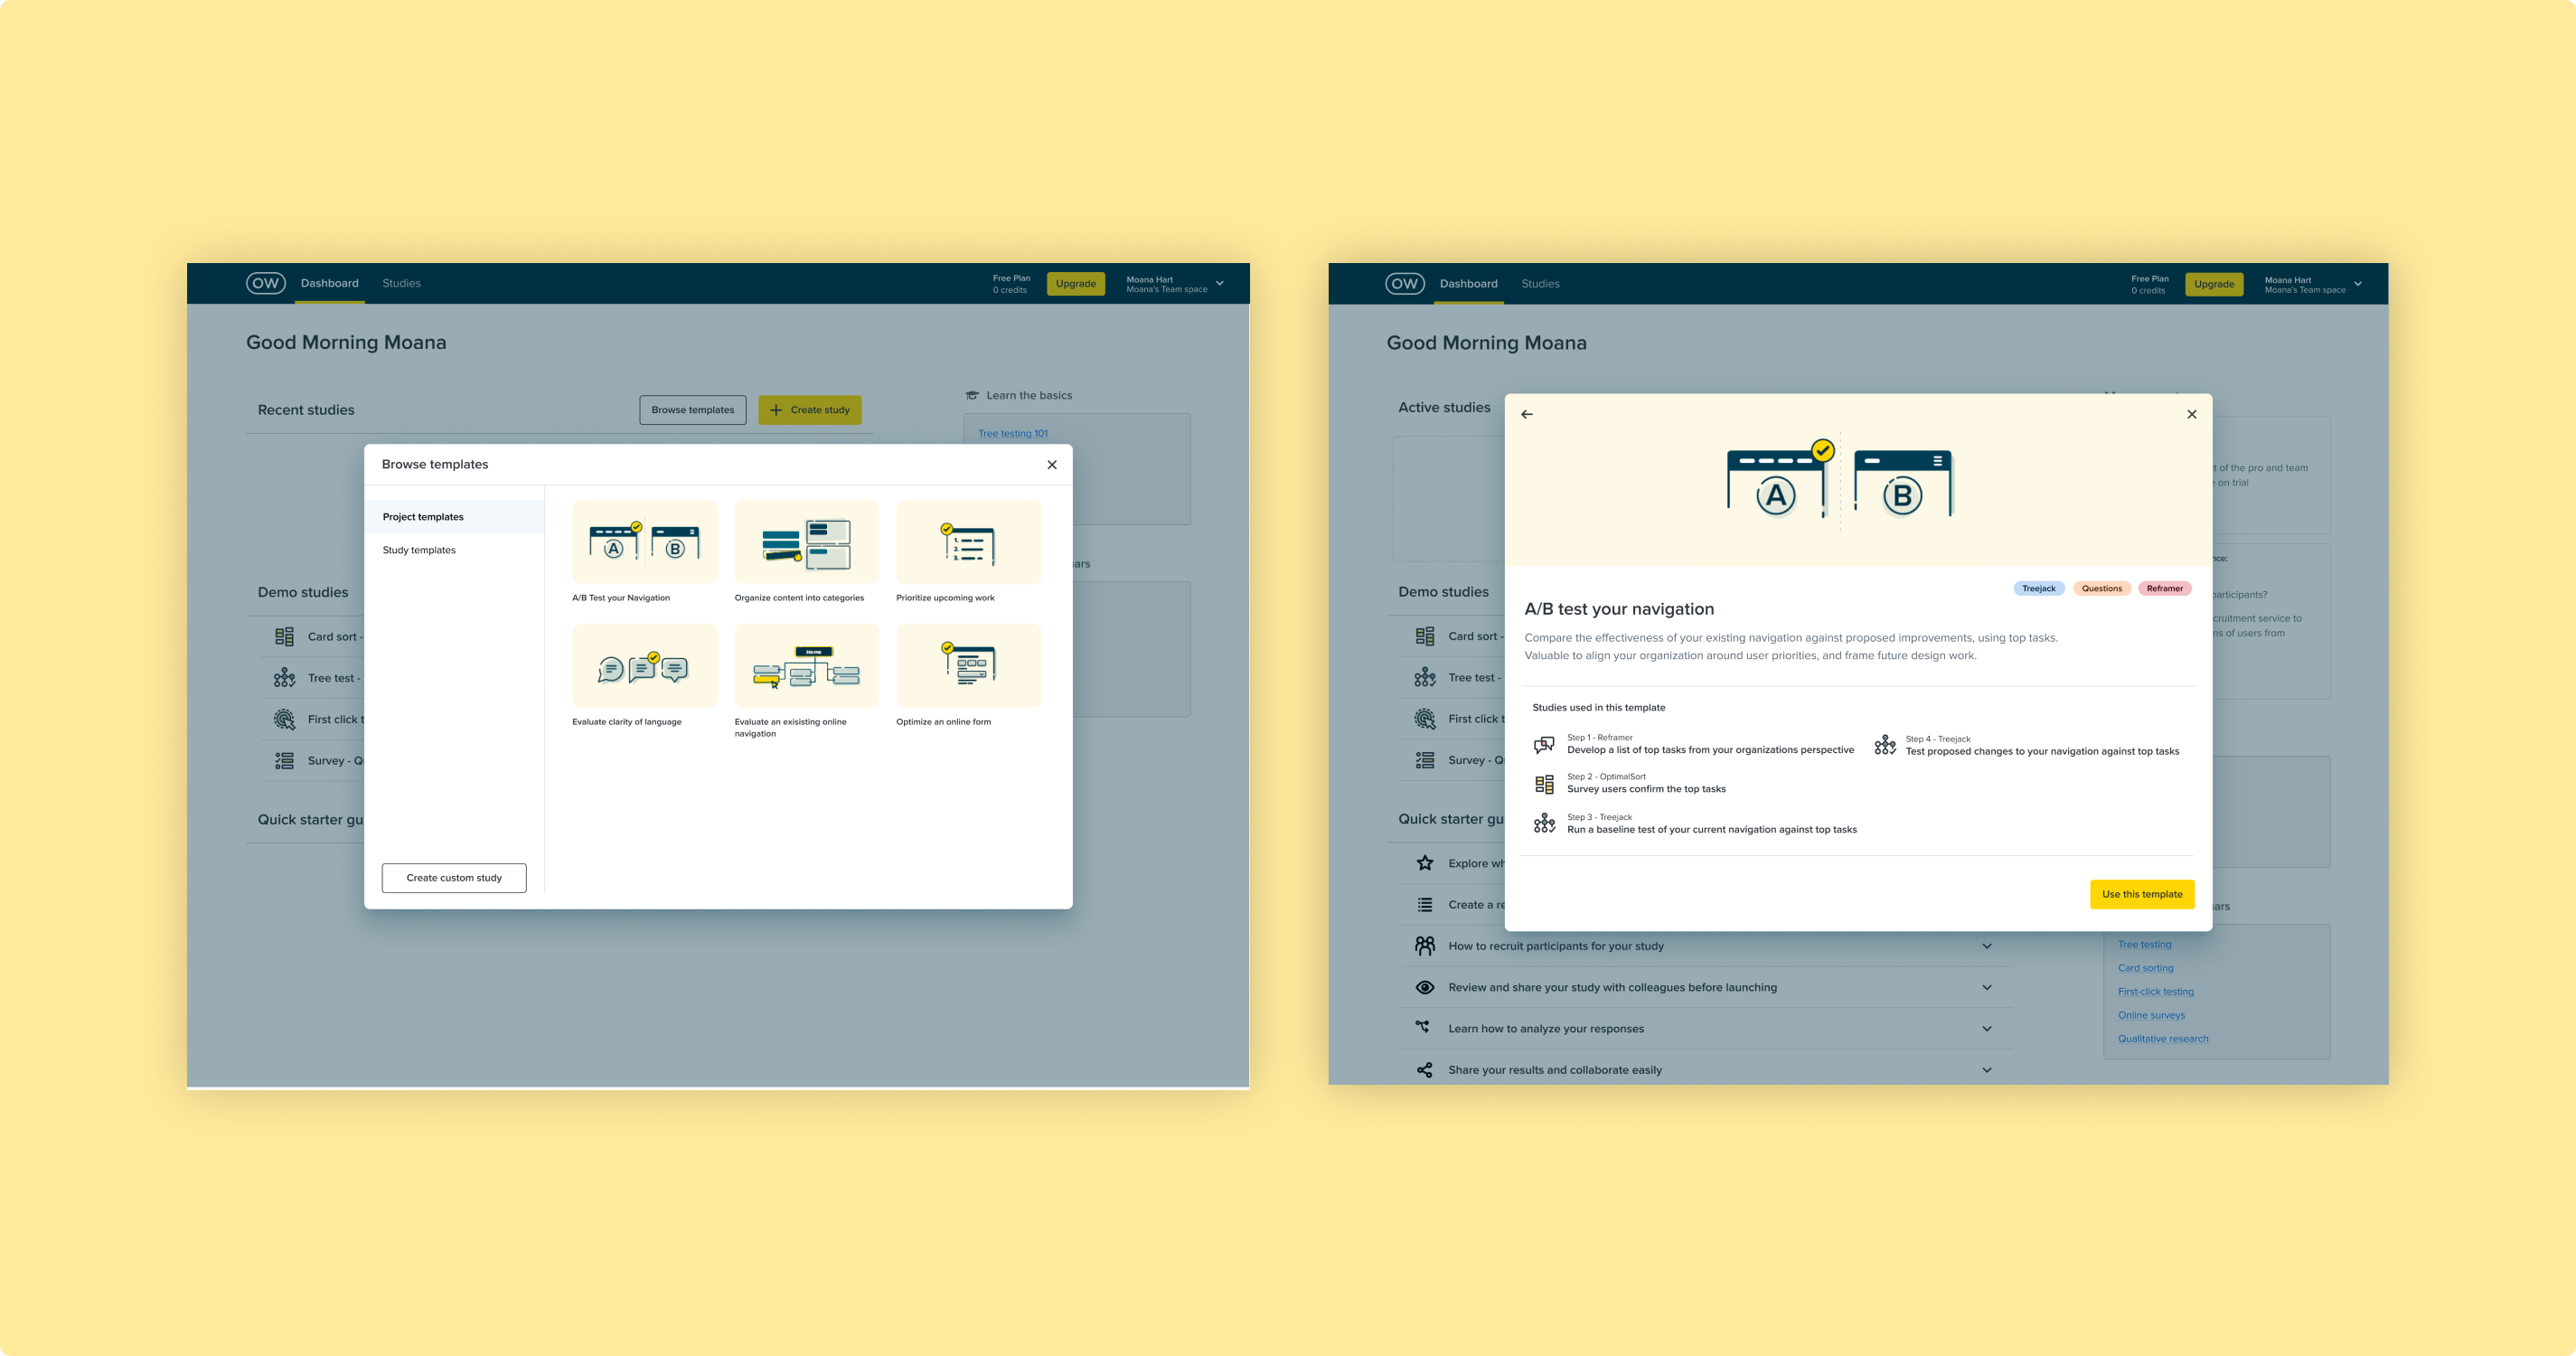 OW
Dashboard
Studies
Free Plan
0 credits
Upgrade
Moana Hart
Moana's Team space
Good Morning Moana
Recent studies
Browse templates
Create study
Learn the basics
Tree testing 101
Browse templates
Project templates
Study templates
A
B
A/B Test your Navigation
Organize content into categories
1.
2.
3.
Prioritize upcoming work
Evaluate clarity of language
Home
Evaluate an exisisting online
navigation
Optimize an online form
Create custom study
Demo studies
Card sort -
Tree test -
First click t
Survey - Q
Quick starter gu
ars
OW
Dashboard
Studies
Free Plan
0 credits
Upgrade
Moana Hart
Moana's Team space
Good Morning Moana
Active studies
A
B
t of the pro and team
e on trial
nce:
participants?
cruitment service to
ns of users from
Treejack
Questions
Reframer
A/B test your navigation
Compare the effectiveness of your existing navigation against proposed improvements, using top tasks.
Valuable to align your organization around user priorities, and frame future design work.
Studies used in this template
Step 1 - Reframer
Develop a list of top tasks from your organizations perspective
Step 2 - OptimalSort
Survey users confirm the top tasks
Step 3 - Treejack
Run a baseline test of your current navigation against top tasks
Step 4 - Treejack
Test proposed changes to your navigation against top tasks
Use this template
Demo studies
Card sort -
Tree test -
First click t
Survey - Q
Quick starter gu
Explore wh
Create a re
How to recruit participants for your study
Review and share your study with colleagues before launching
Learn how to analyze your responses
Share your results and collaborate easily
ars
Tree testing
Card sorting
First-click testing
Online surveys
Qualitative research